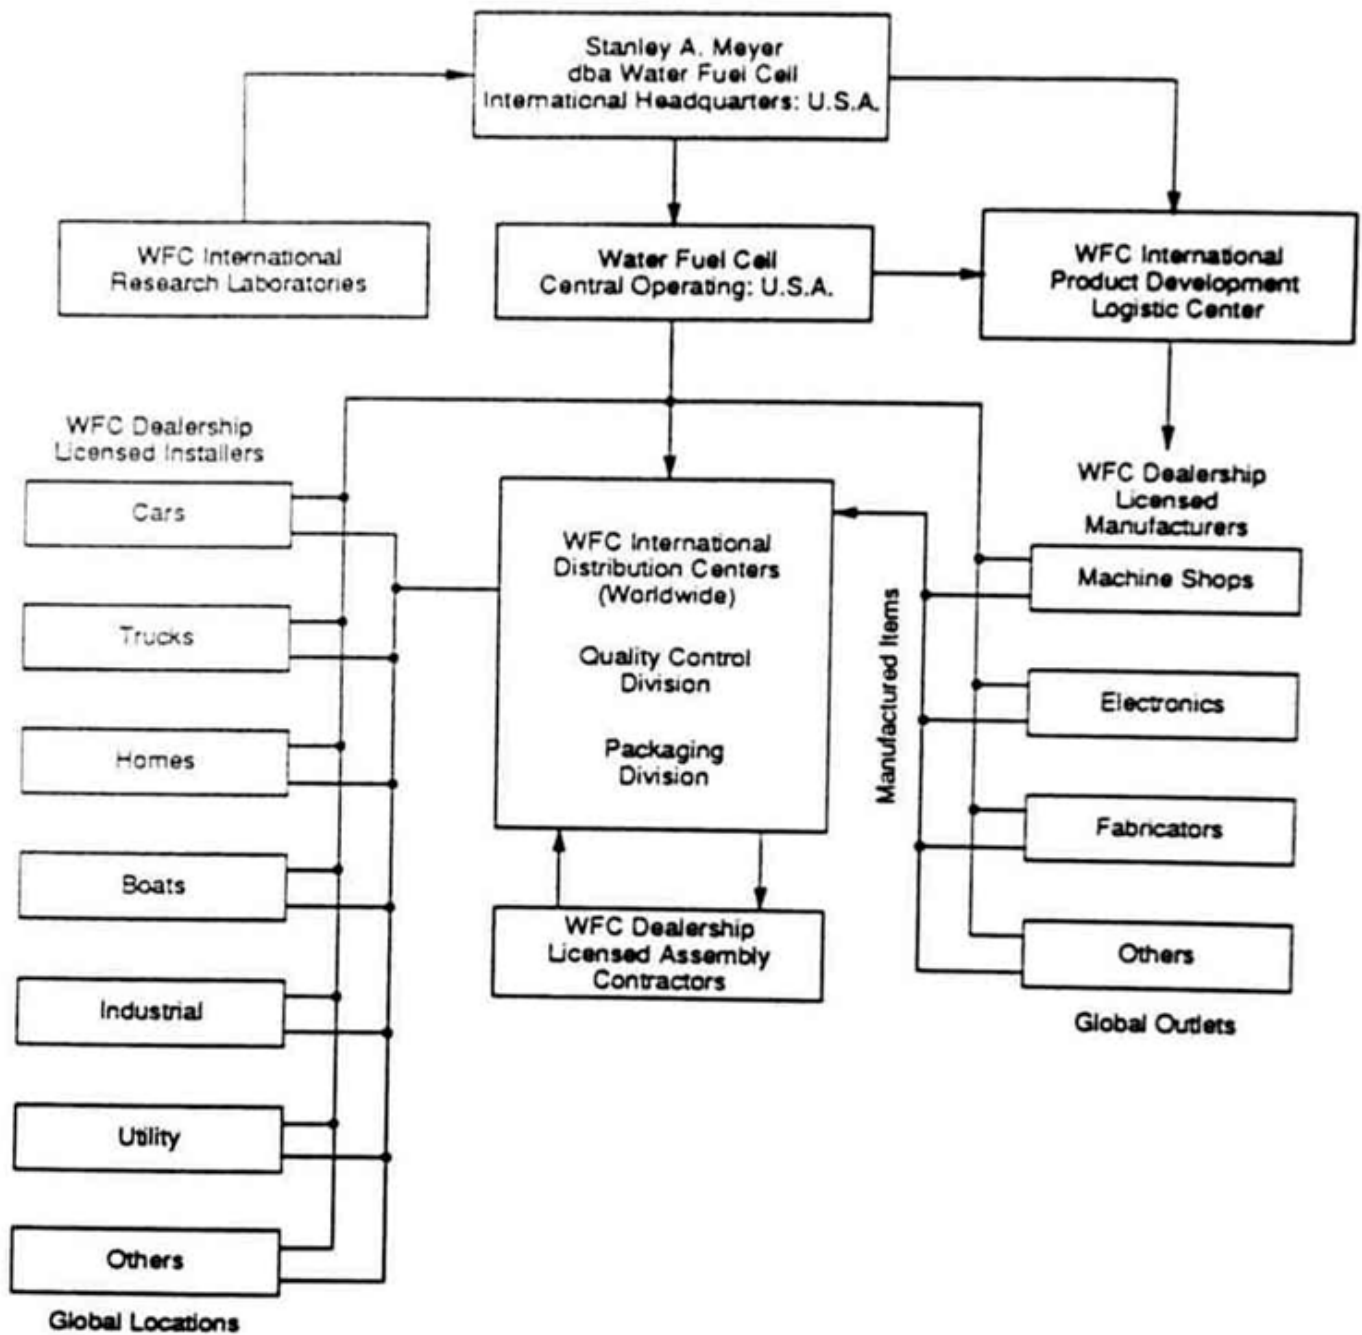 Stanley A. Meyer
dba Water Fuel Cell
International Headquarters: U.S.A.
WFC International
Research Laboratories
Water Fuel Cell
Central Operating: U.S.A.
WFC International
Product Development
Logistic Center
WFC Dealership
Licensed Installers
Cars
Trucks
Homes
Boats
Industrial
Utility
Others
Global Locations
WFC International
Distribution Centers
(Worldwide)
Quality Control
Division
Packaging
Division
WFC Dealership
Licensed Assembly
Contractors
Manufactured Items
WFC Dealership
Licensed
Manufacturers
Machine Shops
Electronics
Fabricators
Others
Global Outlets